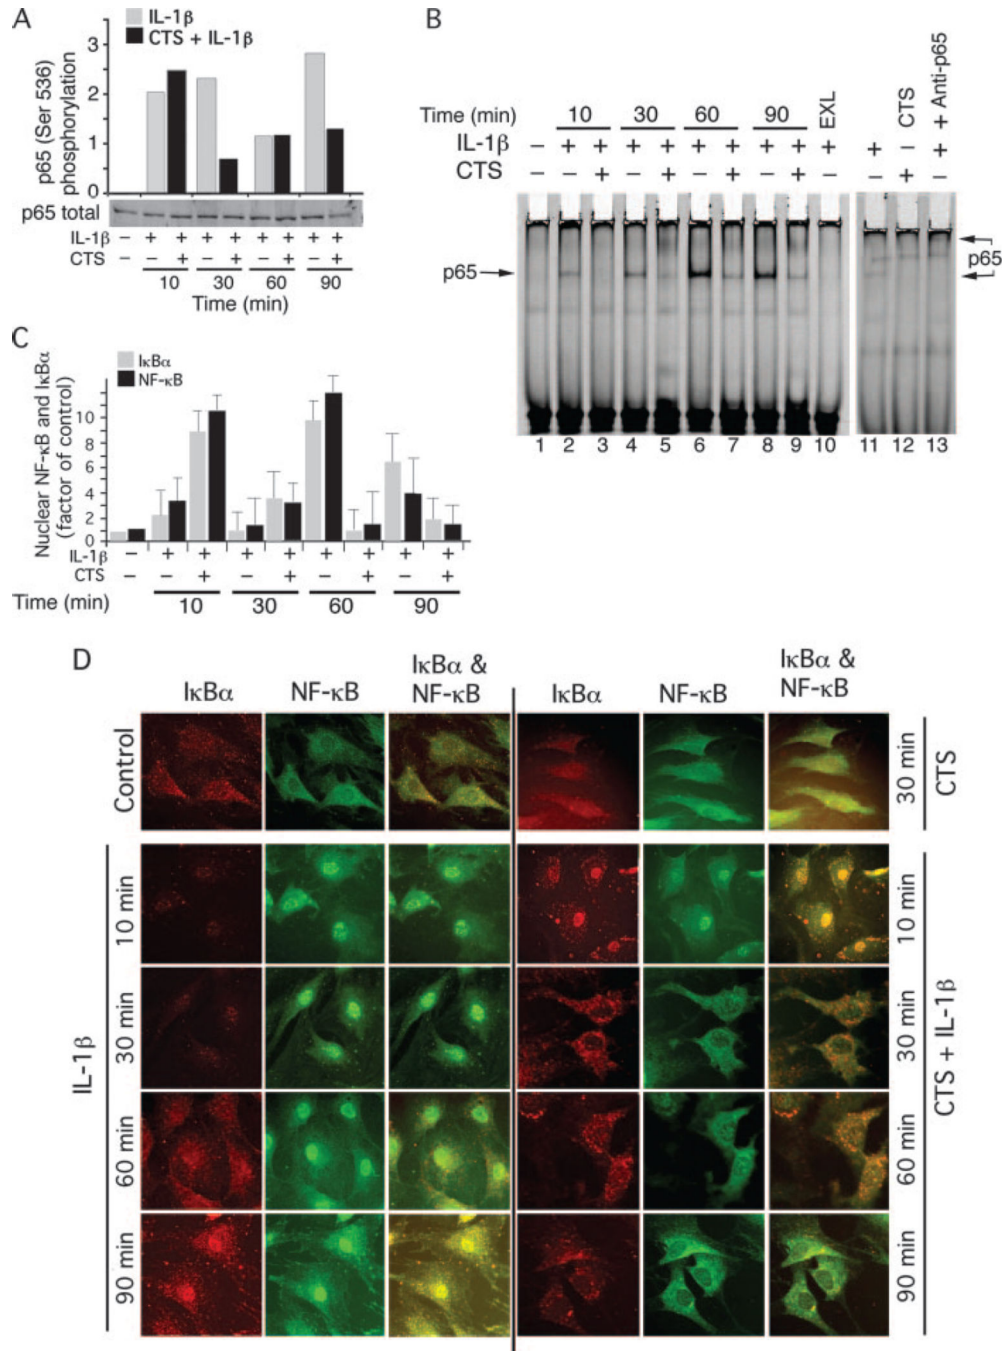 A
IL-1β
CTS + IL-1β
p65 (Ser 536)
phosphorylation
3
2
1
0
p65 total
IL-1β − + + + + + + + +
CTS − + + + +
10 30 60 90
Time (min)
B
Time (min) 10 30 60 90
EXL
CTS
Anti-p65
IL-1β − + + + + + + + + + + − +
CTS − − + − + − + − + + +
p65
p65
1 2 3 4 5 6 7 8 9 10 11 12 13
C
IκBα
NF-κB
Nuclear NF-κB and IκBα
(factor of control)
10
8
6
4
2
0
IL-1β − + + + + + + + +
CTS − − + − + − + − +
Time (min) 10 30 60 90
D
IκBα NF-κB IκBα & NF-κB IκBα NF-κB IκBα & NF-κB
Control
30 min
CTS
IL-1β
10 min
30 min
60 min
90 min
10 min
30 min
60 min
90 min
CTS + IL-1β